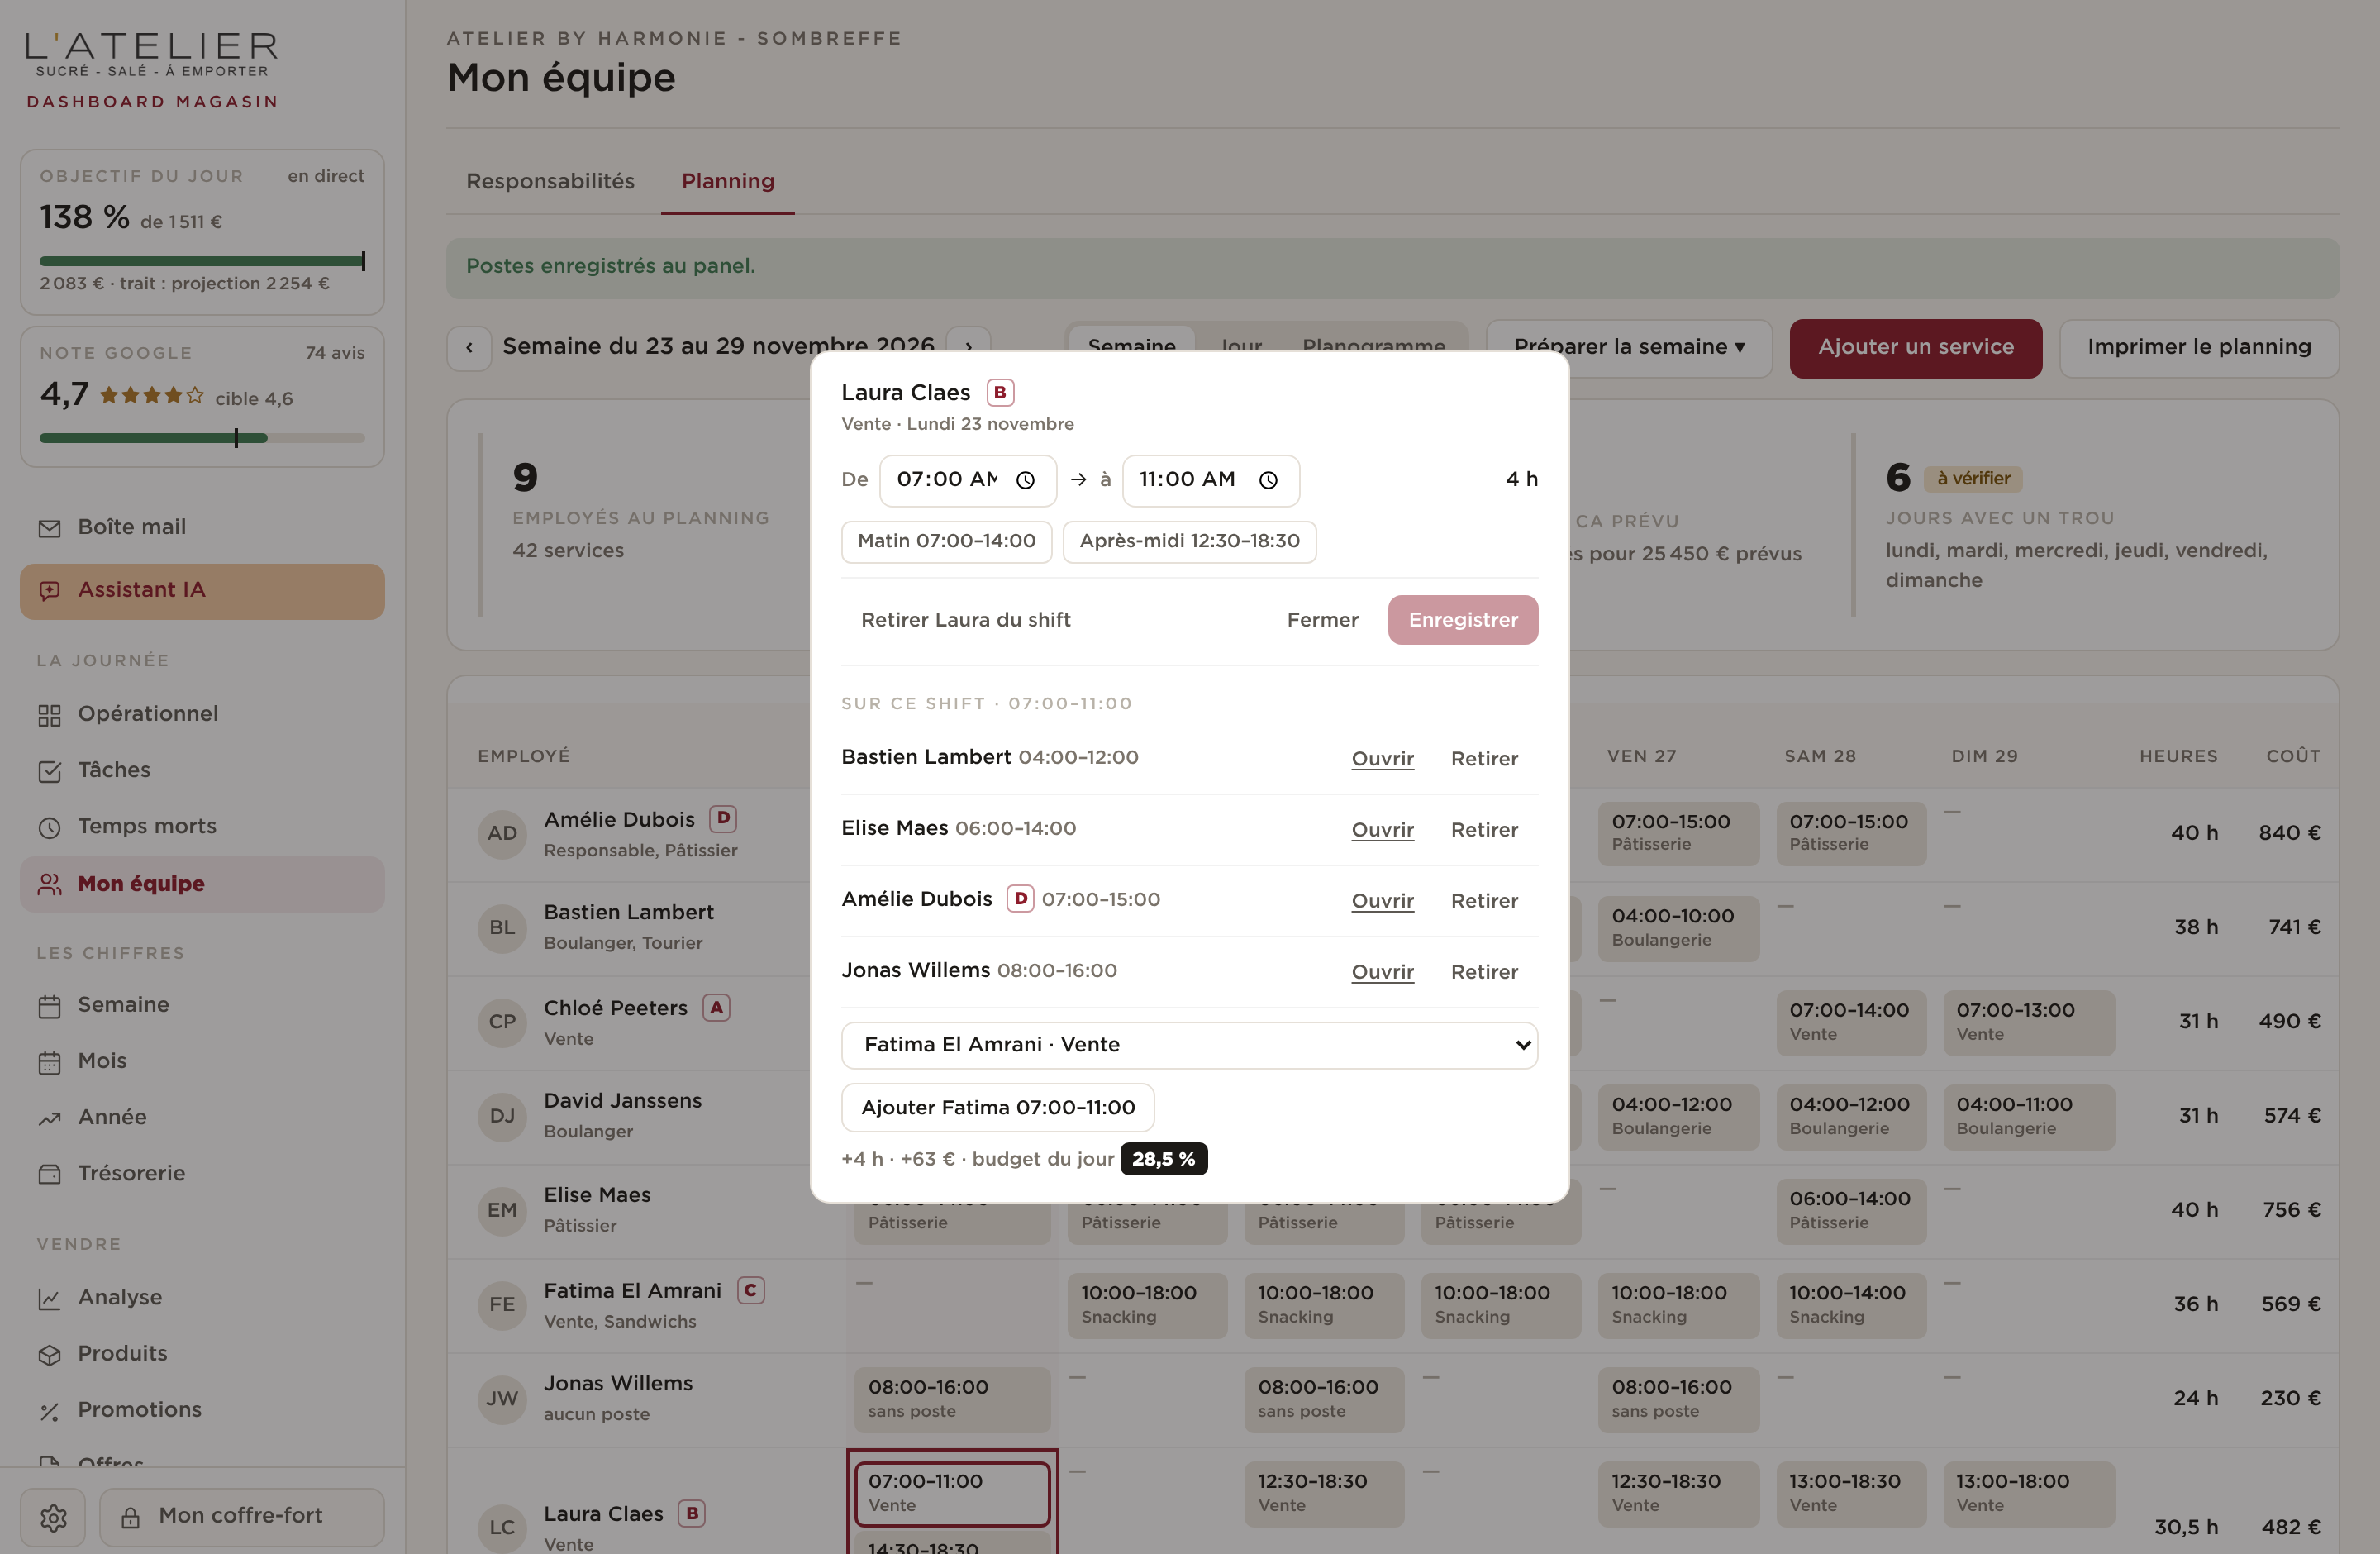 L'ATELIER
SUCRÉ - SALÉ - Á EMPORTER
DASHBOARD MAGASIN
OBJECTIF DU JOUR en direct
138 % de 1 511 €
2 083 € · trait : projection 2 254 €
NOTE GOOGLE 74 avis
4,7 ★★★★☆ cible 4,6
Boîte mail
Assistant IA
LA JOURNÉE
Opérationnel
Tâches
Temps morts
Mon équipe
LES CHIFFRES
Semaine
Mois
Année
Trésorerie
VENDRE
Analyse
Produits
Promotions
Offres
Mon coffre-fort
ATELIER BY HARMONIE - SOMBREFFE
Mon équipe
Responsabilités Planning
Postes enregistrés au panel.
‹ Semaine du 23 au 29 novembre 2026 › Semaine Jour Planogramme Préparer la semaine ▾ Ajouter un service Imprimer le planning
9
EMPLOYÉS AU PLANNING
42 services
CA PRÉVU
pour 25 450 € prévus
6 à vérifier
JOURS AVEC UN TROU
lundi, mardi, mercredi, jeudi, vendredi,
dimanche
Laura Claes B
Vente · Lundi 23 novembre
De 07:00 AM → à 11:00 AM 4 h
Matin 07:00–14:00 Après-midi 12:30–18:30
Retirer Laura du shift Fermer Enregistrer
SUR CE SHIFT · 07:00–11:00
Bastien Lambert 04:00–12:00 Ouvrir Retirer
Elise Maes 06:00–14:00 Ouvrir Retirer
Amélie Dubois D 07:00–15:00 Ouvrir Retirer
Jonas Willems 08:00–16:00 Ouvrir Retirer
Fatima El Amrani · Vente
Ajouter Fatima 07:00–11:00
+4 h · +63 € · budget du jour 28,5 %
EMPLOYÉ VEN 27 SAM 28 DIM 29 HEURES COÛT
AD Amélie Dubois D 07:00–15:00 07:00–15:00 — 40 h 840 €
Responsable, Pâtissier Pâtisserie Pâtisserie
BL Bastien Lambert 04:00–10:00 — — 38 h 741 €
Boulanger, Tourier Boulangerie
CP Chloé Peeters A — 07:00–14:00 07:00–13:00 31 h 490 €
Vente Vente Vente
DJ David Janssens 04:00–12:00 04:00–12:00 04:00–11:00 31 h 574 €
Boulanger Boulangerie Boulangerie Boulangerie
EM Elise Maes — 06:00–14:00 — 40 h 756 €
Pâtissier Pâtisserie Pâtisserie Pâtisserie Pâtisserie Pâtisserie
FE Fatima El Amrani C — 10:00–18:00 10:00–18:00 10:00–18:00 10:00–18:00 10:00–14:00 — 36 h 569 €
Vente, Sandwichs Snacking Snacking Snacking Snacking Snacking
JW Jonas Willems 08:00–16:00 — 08:00–16:00 — 08:00–16:00 — — 24 h 230 €
aucun poste sans poste sans poste sans poste
LC Laura Claes B 07:00–11:00 — 12:30–18:30 — 12:30–18:30 13:00–18:30 13:00–18:00 30,5 h 482 €
Vente Vente Vente Vente Vente Vente
14:30–18:30